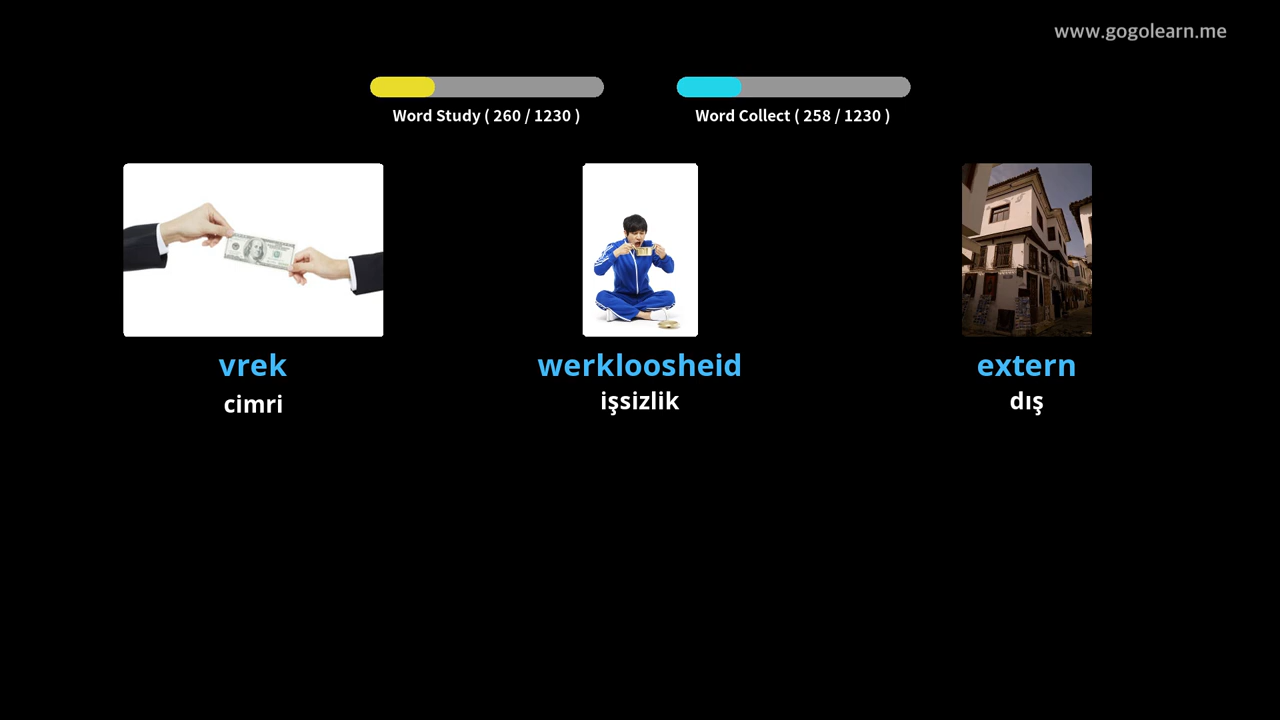 www.gogolearn.me
Word Study ( 260 / 1230 )
Word Collect ( 258 / 1230 )
vrek
cimri
werkloosheid
işsizlik
extern
dış